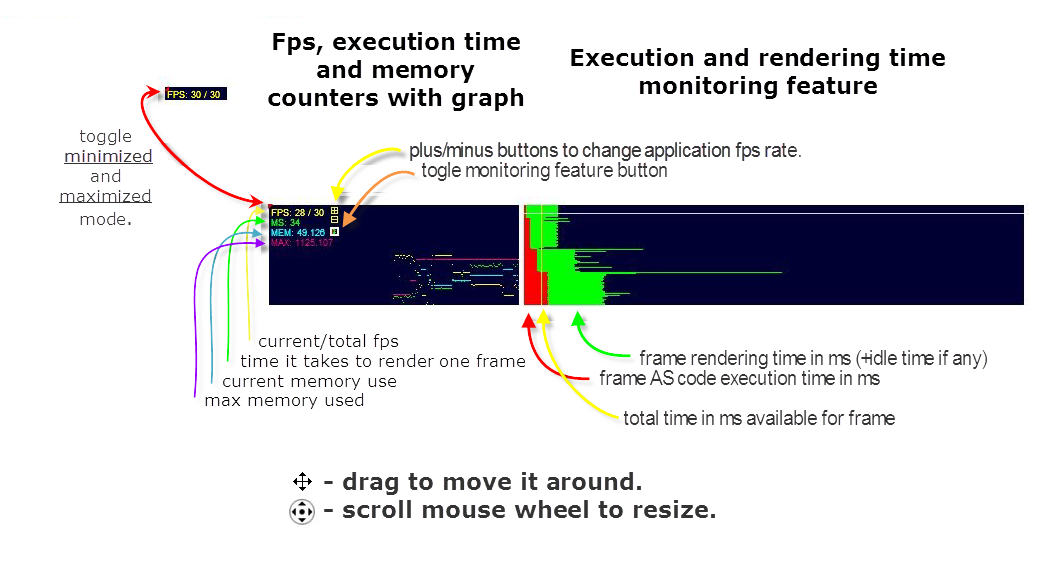 Fps, execution time
and memory
counters with graph
Execution and rendering time
monitoring feature
FPS: 30 / 30
toggle
minimized
and
maximized
mode.
plus/minus buttons to change application fps rate.
togle monitoring feature button
FPS: 28 / 30
MS: 34
MEM: 49.126
MAX: 1125.107
current/total fps
time it takes to render one frame
current memory use
max memory used
frame rendering time in ms (+idle time if any)
frame AS code execution time in ms
total time in ms available for frame
- drag to move it around.
- scroll mouse wheel to resize.